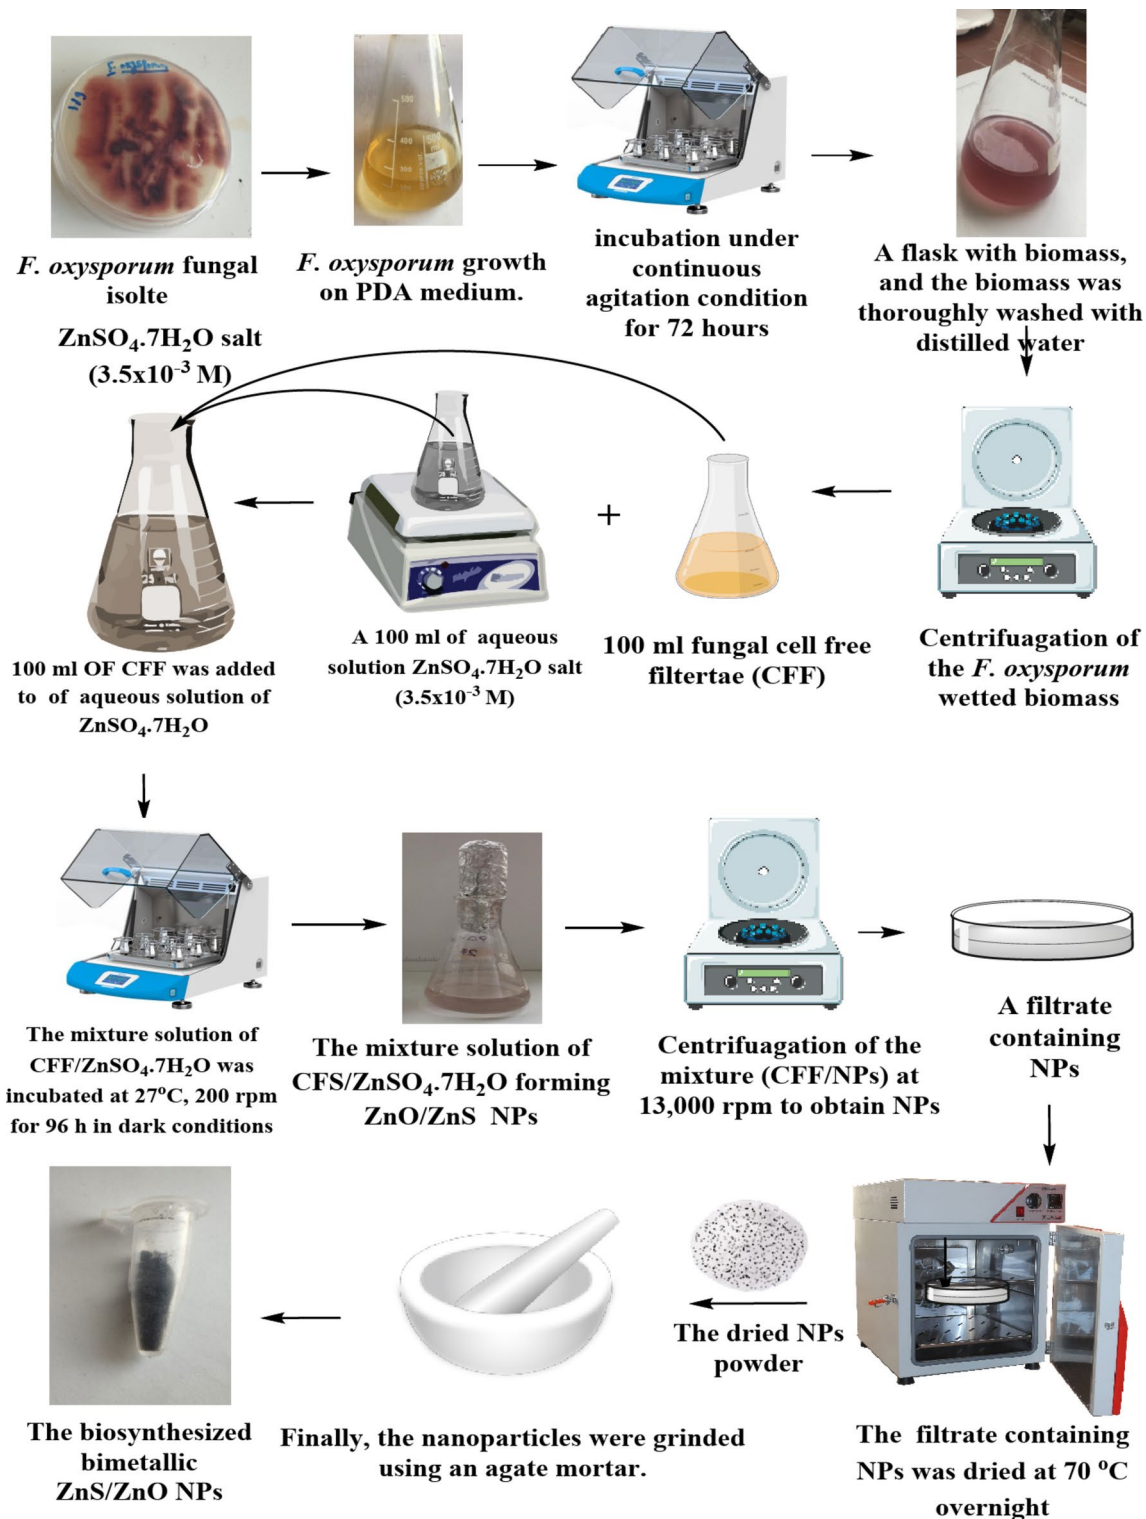 F. oxysporum
F. oxysporum fungal
isolte
500
400
300
F. oxysporum growth
on PDA medium.
incubation under
continuous
agitation condition
for 72 hours
A flask with biomass,
and the biomass was
thoroughly washed with
distilled water
ZnSO4.7H2O salt
(3.5x10-3 M)
+
100 ml OF CFF was added
to of aqueous solution of
ZnSO4.7H2O
A 100 ml of aqueous
solution ZnSO4.7H2O salt
(3.5x10-3 M)
100 ml fungal cell free
filtertae (CFF)
Centrifuagation of
the F. oxysporum
wetted biomass
The mixture solution of
CFF/ZnSO4.7H2O was
incubated at 27oC, 200 rpm
for 96 h in dark conditions
The mixture solution of
CFS/ZnSO4.7H2O forming
ZnO/ZnS NPs
Centrifuagation of the
mixture (CFF/NPs) at
13,000 rpm to obtain NPs
A filtrate
containing
NPs
The biosynthesized
bimetallic
ZnS/ZnO NPs
Finally, the nanoparticles were grinded
using an agate mortar.
The dried NPs
powder
The filtrate containing
NPs was dried at 70 oC
overnight